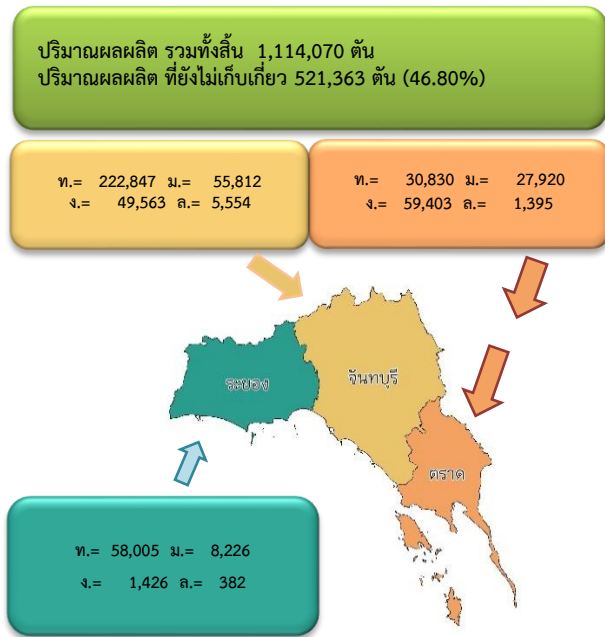 ปริมาณผลผลิต รวมทั้งสิ้น 1,114,070 ตัน
ปริมาณผลผลิต ที่ยังไม่เก็บเกี่ยว 521,363 ตัน (46.80%)
ท.= 222,847 ม.= 55,812
ง.= 49,563 ล.= 5,554
ท.= 30,830 ม.= 27,920
ง.= 59,403 ล.= 1,395
ระยอง
จันทบุรี
ตราด
ท.= 58,005 ม.= 8,226
ง.= 1,426 ล.= 382